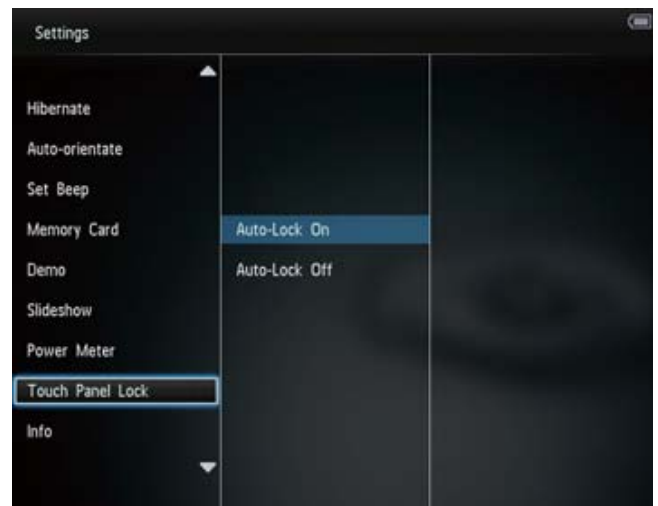 Settings
Hibernate
Auto-orientate
Set Beep
Memory Card
Auto-Lock On
Demo
Auto-Lock Off
Slideshow
Power Meter
Touch Panel Lock
Info